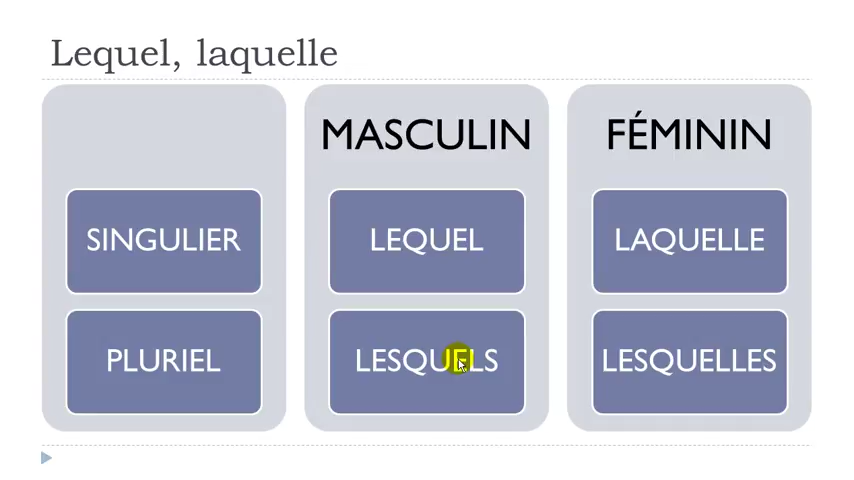 Lequel, laquelle
MASCULIN FÉMININ
SINGULIER LEQUEL LAQUELLE
PLURIEL LESQUELS LESQUELLES